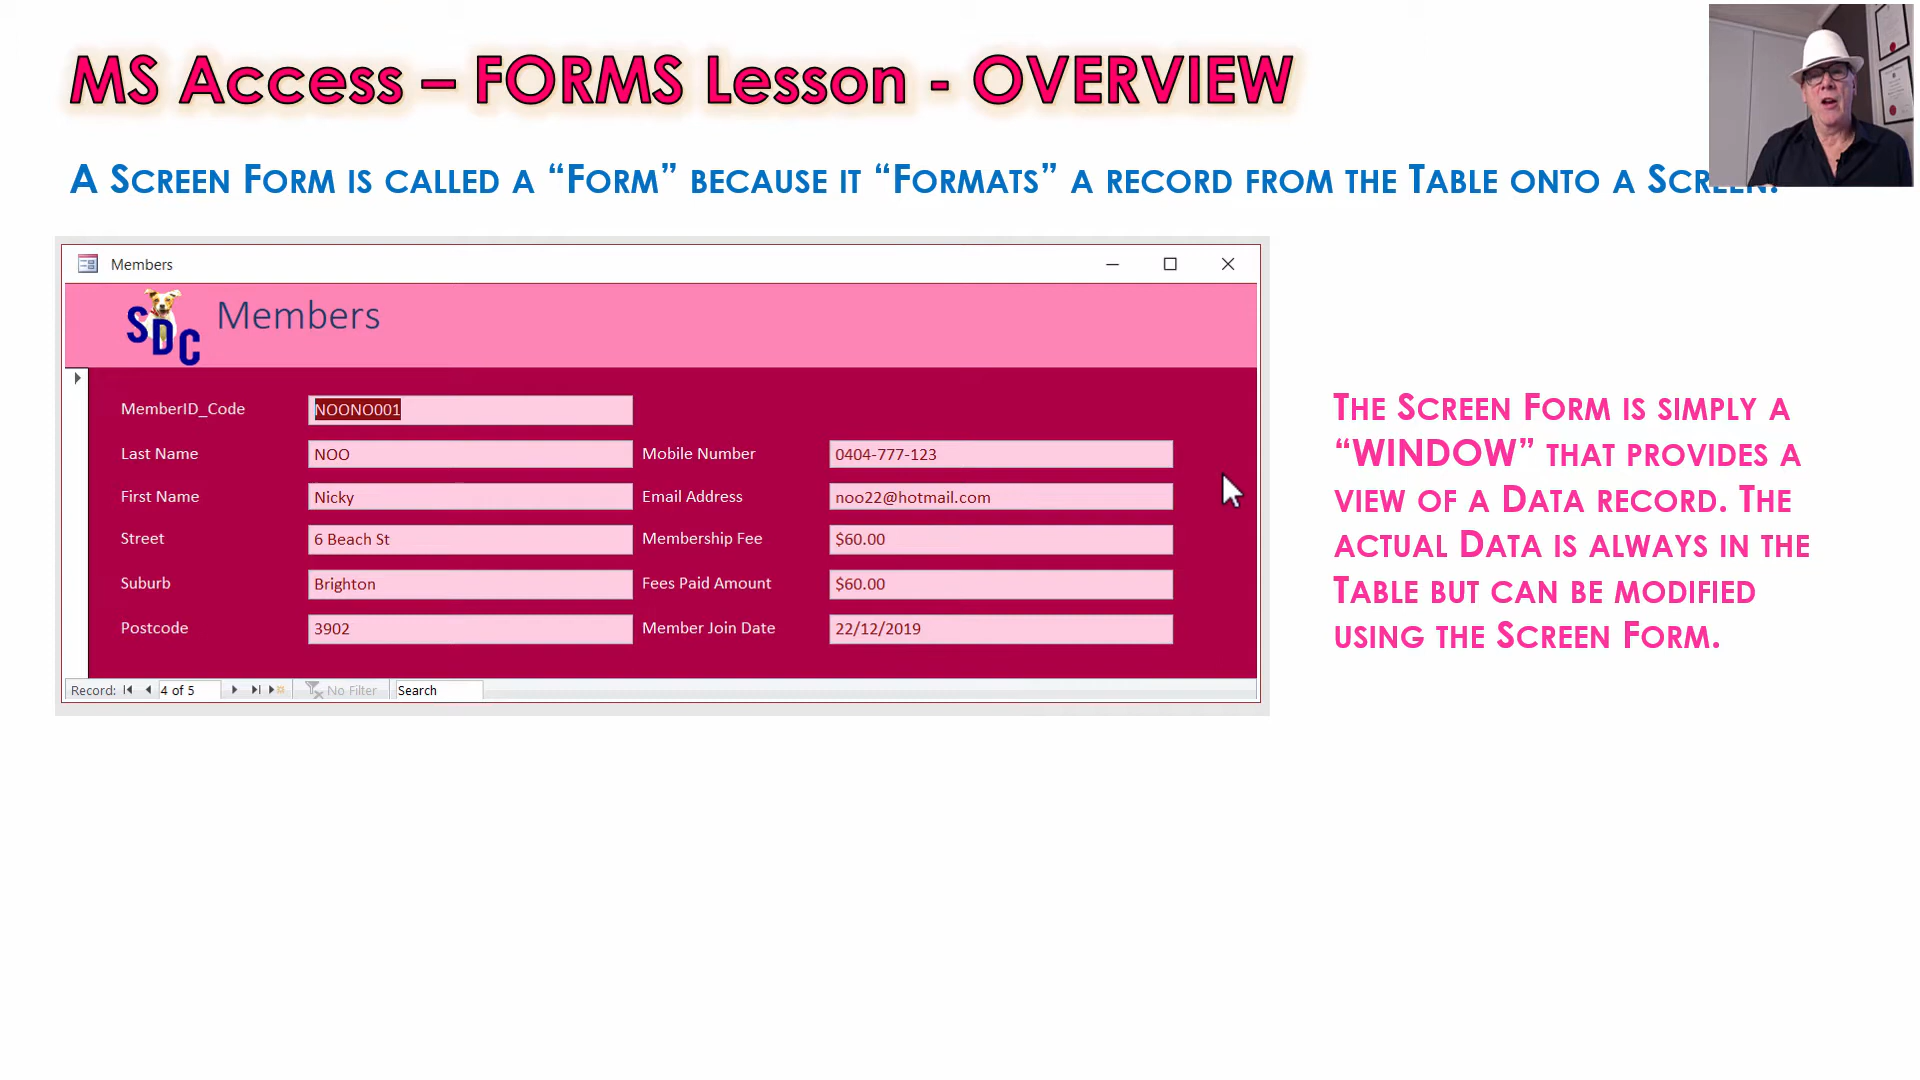 MS Access – FORMS Lesson - OVERVIEW
A SCREEN FORM IS CALLED A “FORM” BECAUSE IT “FORMATS” A RECORD FROM THE TABLE ONTO A SCREEN.
Members
SDC Members
MemberID_Code NOONO001
Last Name NOO Mobile Number 0404-777-123
First Name Nicky Email Address noo22@hotmail.com
Street 6 Beach St Membership Fee $60.00
Suburb Brighton Fees Paid Amount $60.00
Postcode 3902 Member Join Date 22/12/2019
Record: 4 of 5 No Filter Search
THE SCREEN FORM IS SIMPLY A
“WINDOW” THAT PROVIDES A
VIEW OF A DATA RECORD. THE
ACTUAL DATA IS ALWAYS IN THE
TABLE BUT CAN BE MODIFIED
USING THE SCREEN FORM.